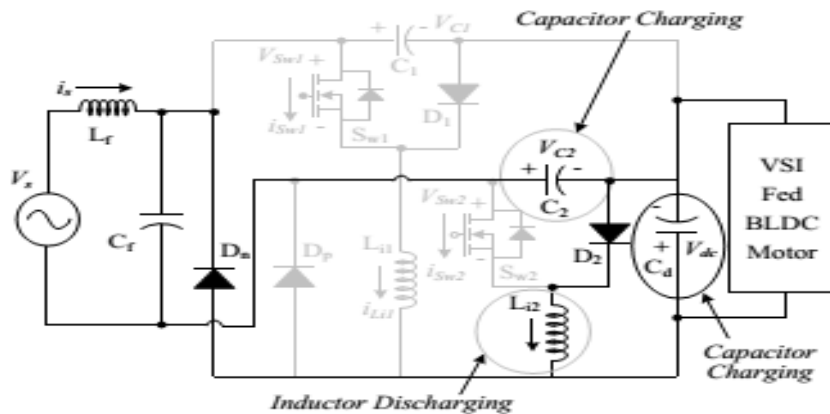 Capacitor Charging
V_Sw1 +
+ - V_C1
C_1
i_s
L_f
i_Sw1 -
S_w1
D_1
V_s
C_f
D_n
D_p
L_i1
i_Li1
V_C2
+ -
C_2
V_Sw2 +
i_Sw2 -
S_w2
D_2
-
+ V_dc
C_d
VSI
Fed
BLDC
Motor
L_i2
Inductor Discharging
Capacitor
Charging